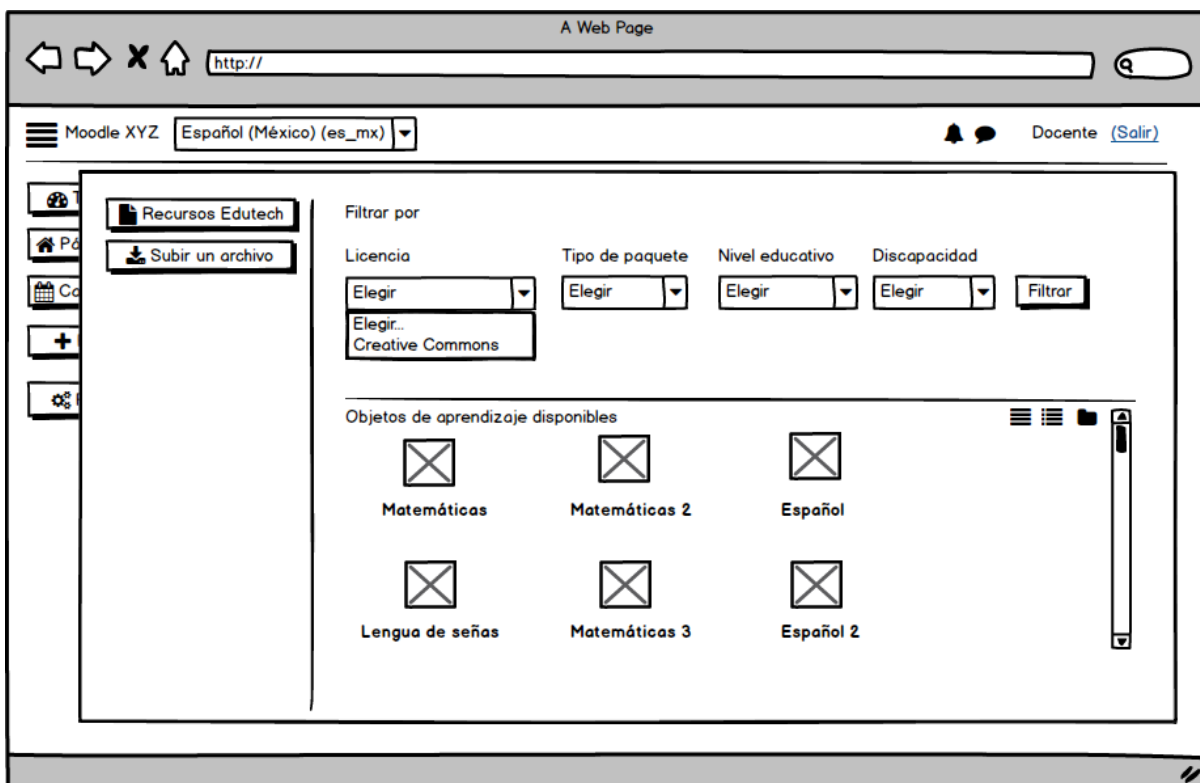 A Web Page
http://
Moodle XYZ Español (México) (es_mx) Docente (Salir)
Recursos Edutech
Subir un archivo
Filtrar por
Licencia Tipo de paquete Nivel educativo Discapacidad
Elegir Elegir Elegir Elegir Filtrar
Elegir...
Creative Commons
Objetos de aprendizaje disponibles
Matemáticas Matemáticas 2 Español
Lengua de señas Matemáticas 3 Español 2